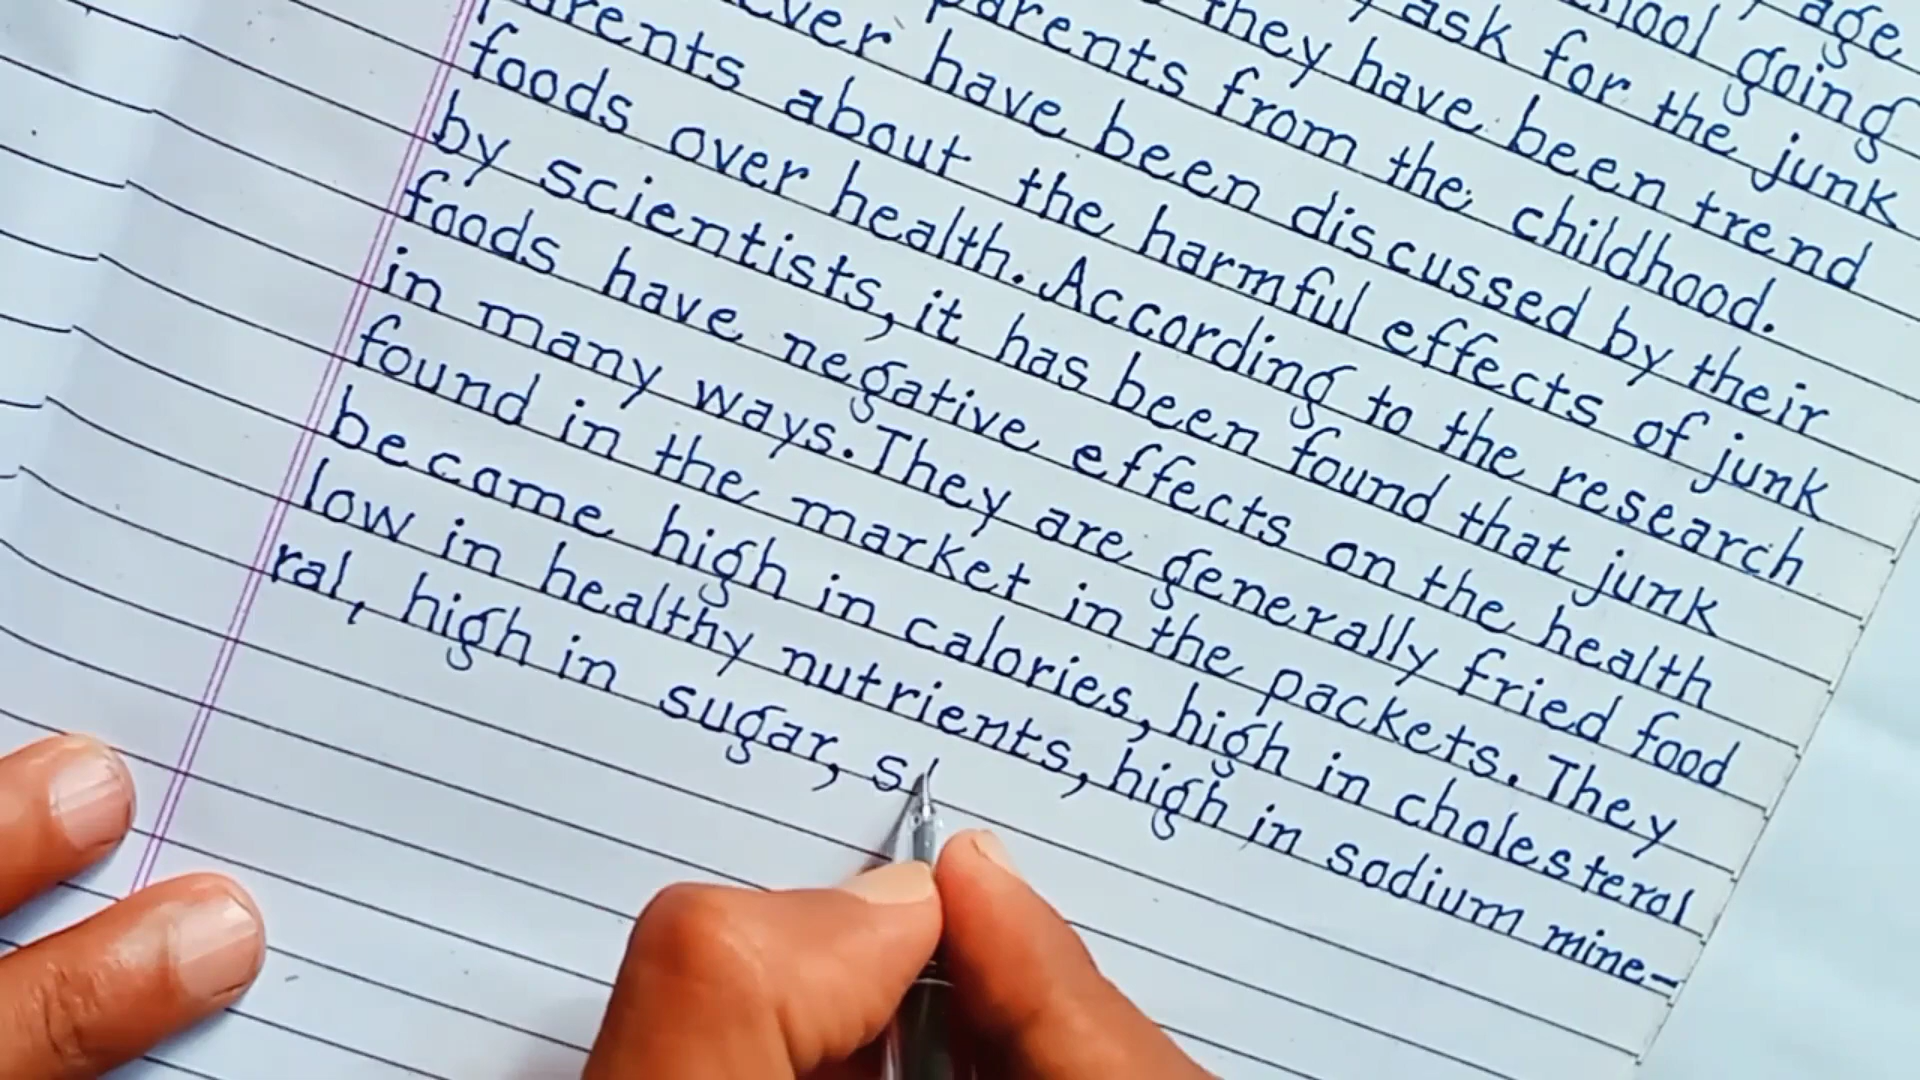 age
going
ask for the junk
they have been trend
parents from the childhood.
have been discussed by their
parents about the harmful effects of junk
foods over health. According to the research
by scientists, it has been found that junk
foods have negative effects on the health
in many ways. They are generally fried food
found in the market in the packets. They
become high in calories, high in cholesterol
low in healthy nutrients, high in sodium mine-
ral, high in sugar, s